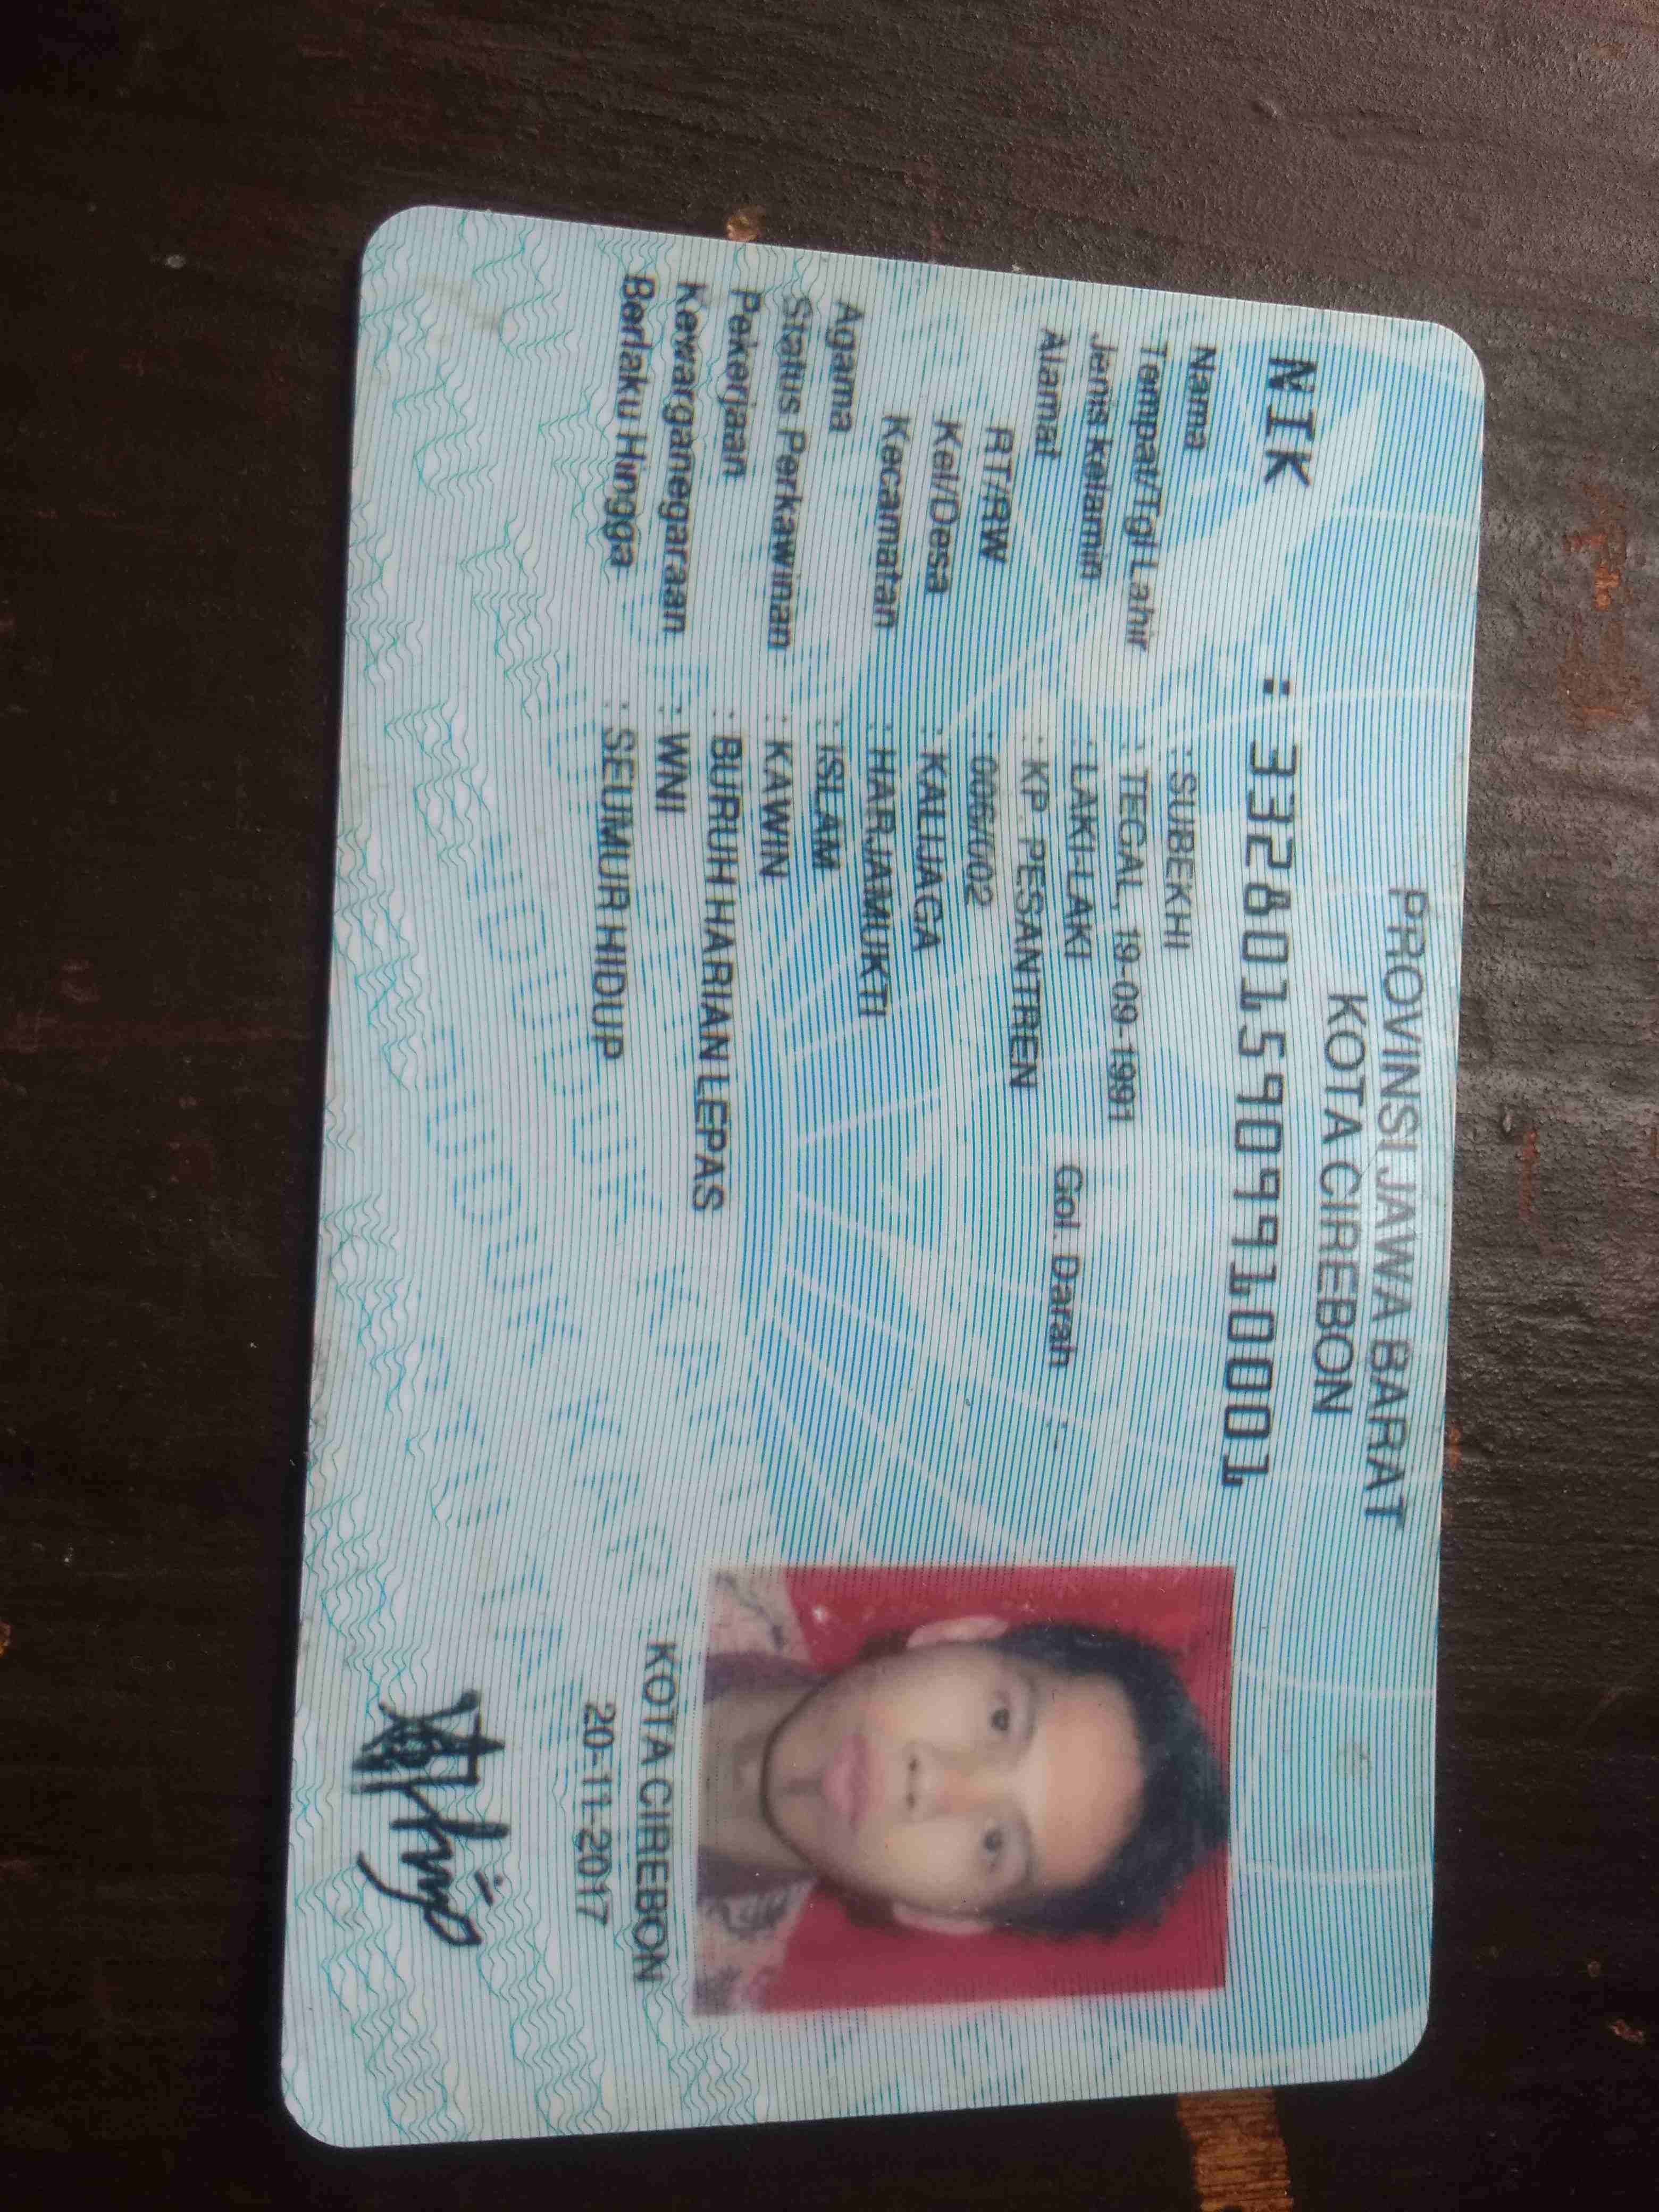 PROVINSI JAWA BARAT
KOTA CIREBON
NIK : 3328015909910001
Nama : SUBEKHI
Tempat/Tgl Lahir : TEGAL, 19-09-1991
Jenis kelamin : LAKI-LAKI Gol. Darah : -
Alamat : KP. PESANTREN
RT/RW : 006/002
Kel/Desa : KALIJAGA
Kecamatan : HARJAMUKTI
Agama : ISLAM
Status Perkawinan : KAWIN
Pekerjaan : BURUH HARIAN LEPAS
Kewarganegaraan : WNI
Berlaku Hingga : SEUMUR HIDUP
KOTA CIREBON
20-11-2017